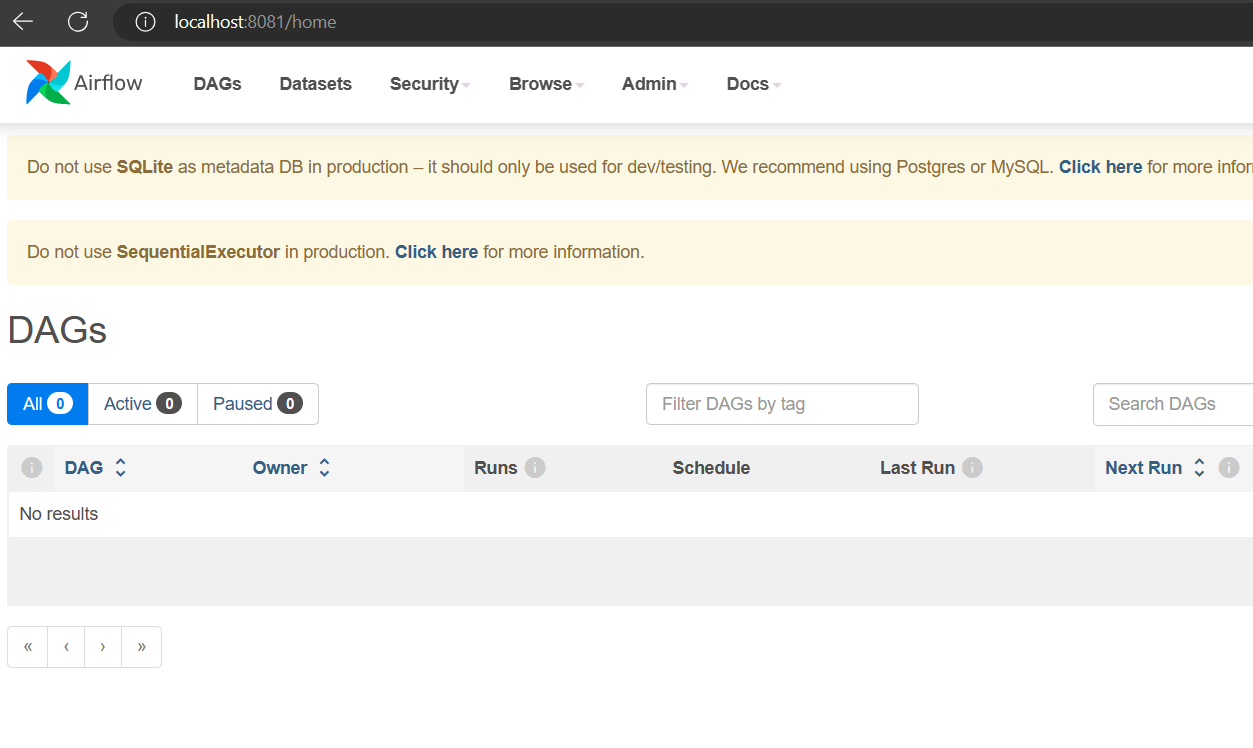 localhost:8081/home
Airflow DAGs Datasets Security Browse Admin Docs
Do not use SQLite as metadata DB in production – it should only be used for dev/testing. We recommend using Postgres or MySQL. Click here for more
Do not use SequentialExecutor in production. Click here for more information.
DAGs
All 0 Active 0 Paused 0 Filter DAGs by tag Search DAGs
i DAG Owner Runs i Schedule Last Run i Next Run i
No results
« ‹ › »